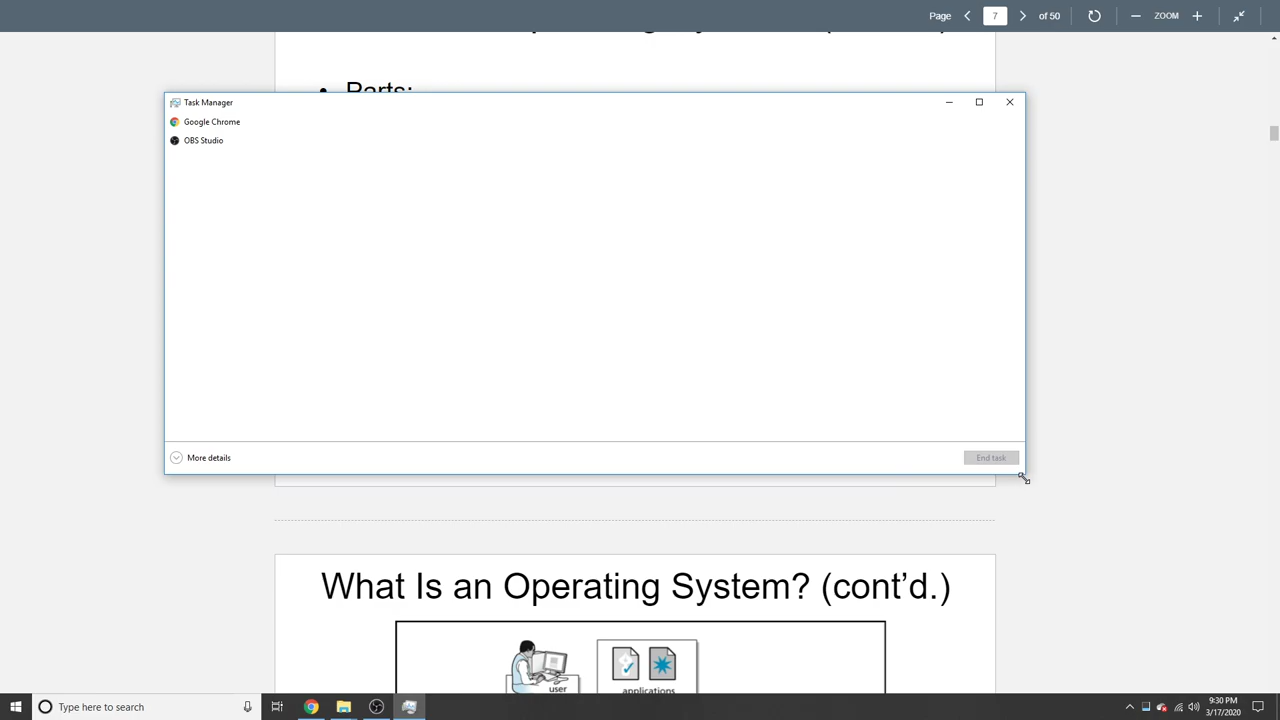 Page 7 of 50 ZOOM
• Parts:
Task Manager
Google Chrome
OBS Studio
More details
End task
What Is an Operating System? (cont’d.)
user
applications
Type here to search
9:30 PM
3/17/2020